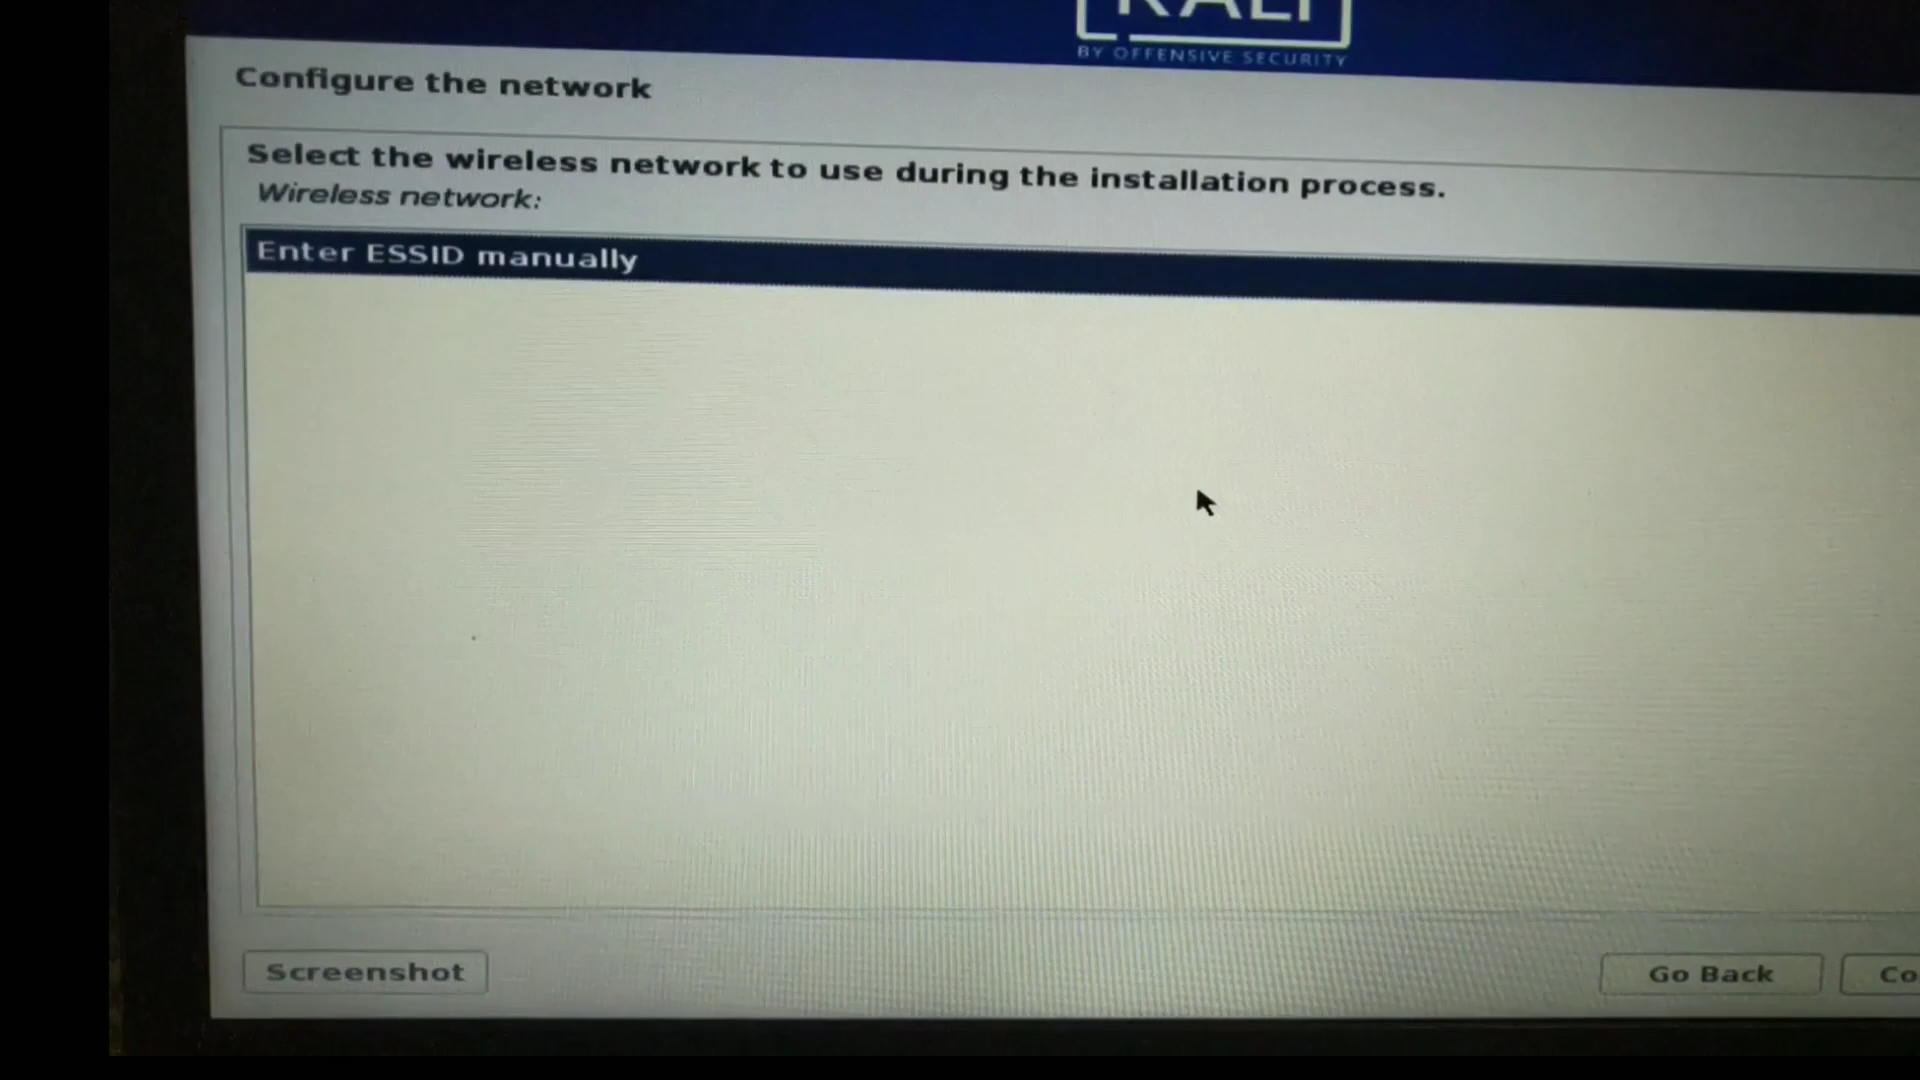 KALI
BY OFFENSIVE SECURITY
Configure the network
Select the wireless network to use during the installation process.
Wireless network:
Enter ESSID manually
Screenshot
Go Back